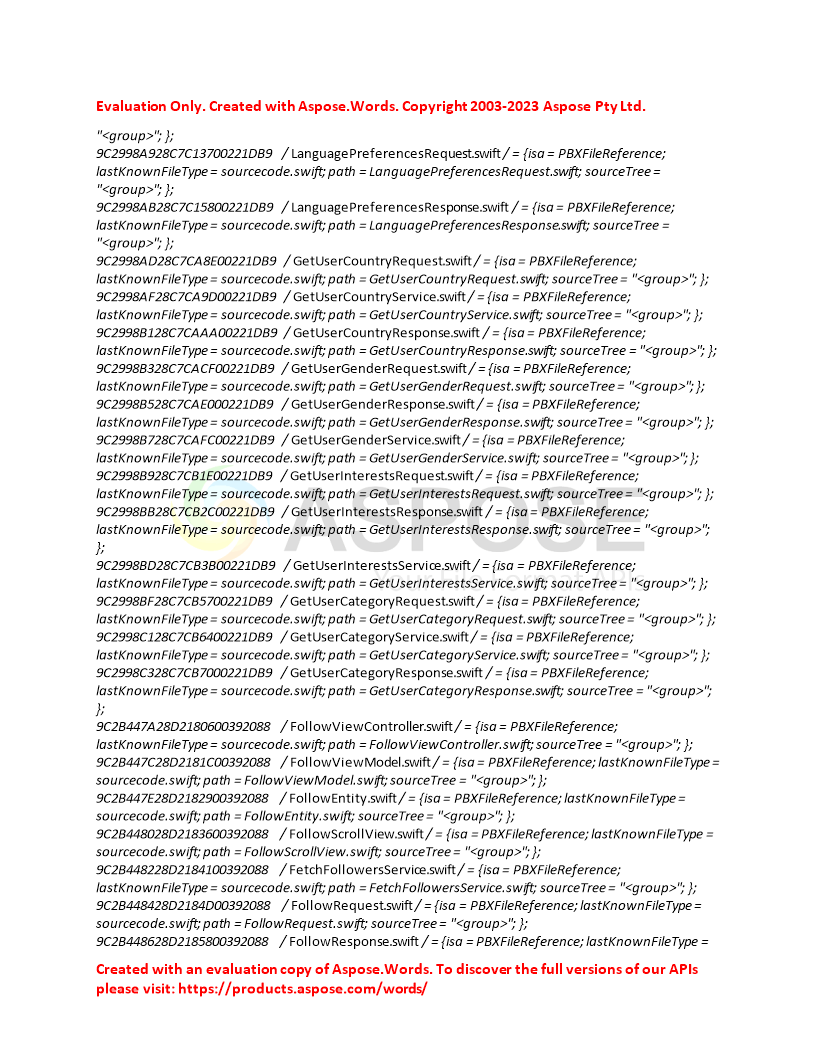 Evaluation Only. Created with Aspose.Words. Copyright 2003-2023 Aspose Pty Ltd.
"<group>"; };
9C2998A928C7C13700221DB9 / LanguagePreferencesRequest.swift / = {isa = PBXFileReference;
lastKnownFileType = sourcecode.swift; path = LanguagePreferencesRequest.swift; sourceTree =
"<group>"; };
9C2998AB28C7C15800221DB9 / LanguagePreferencesResponse.swift / = {isa = PBXFileReference;
lastKnownFileType = sourcecode.swift; path = LanguagePreferencesResponse.swift; sourceTree =
"<group>"; };
9C2998AD28C7CA8E00221DB9 / GetUserCountryRequest.swift / = {isa = PBXFileReference;
lastKnownFileType = sourcecode.swift; path = GetUserCountryRequest.swift; sourceTree = "<group>"; };
9C2998AF28C7CA9D00221DB9 / GetUserCountryService.swift / = {isa = PBXFileReference;
lastKnownFileType = sourcecode.swift; path = GetUserCountryService.swift; sourceTree = "<group>"; };
9C2998B128C7CAAA00221DB9 / GetUserCountryResponse.swift / = {isa = PBXFileReference;
lastKnownFileType = sourcecode.swift; path = GetUserCountryResponse.swift; sourceTree = "<group>"; };
9C2998B328C7CACF00221DB9 / GetUserGenderRequest.swift / = {isa = PBXFileReference;
lastKnownFileType = sourcecode.swift; path = GetUserGenderRequest.swift; sourceTree = "<group>"; };
9C2998B528C7CAE000221DB9 / GetUserGenderResponse.swift / = {isa = PBXFileReference;
lastKnownFileType = sourcecode.swift; path = GetUserGenderResponse.swift; sourceTree = "<group>"; };
9C2998B728C7CAFC00221DB9 / GetUserGenderService.swift / = {isa = PBXFileReference;
lastKnownFileType = sourcecode.swift; path = GetUserGenderService.swift; sourceTree = "<group>"; };
9C2998B928C7CB1E00221DB9 / GetUserInterestsRequest.swift / = {isa = PBXFileReference;
lastKnownFileType = sourcecode.swift; path = GetUserInterestsRequest.swift; sourceTree = "<group>"; };
9C2998BB28C7CB2C00221DB9 / GetUserInterestsResponse.swift / = {isa = PBXFileReference;
lastKnownFileType = sourcecode.swift; path = GetUserInterestsResponse.swift; sourceTree = "<group>";
};
9C2998BD28C7CB3B00221DB9 / GetUserInterestsService.swift / = {isa = PBXFileReference;
lastKnownFileType = sourcecode.swift; path = GetUserInterestsService.swift; sourceTree = "<group>"; };
9C2998BF28C7CB5700221DB9 / GetUserCategoryRequest.swift / = {isa = PBXFileReference;
lastKnownFileType = sourcecode.swift; path = GetUserCategoryRequest.swift; sourceTree = "<group>"; };
9C2998C128C7CB6400221DB9 / GetUserCategoryService.swift / = {isa = PBXFileReference;
lastKnownFileType = sourcecode.swift; path = GetUserCategoryService.swift; sourceTree = "<group>"; };
9C2998C328C7CB7000221DB9 / GetUserCategoryResponse.swift / = {isa = PBXFileReference;
lastKnownFileType = sourcecode.swift; path = GetUserCategoryResponse.swift; sourceTree = "<group>";
};
9C2B447A28D2180600392088 / FollowViewController.swift / = {isa = PBXFileReference;
lastKnownFileType = sourcecode.swift; path = FollowViewController.swift; sourceTree = "<group>"; };
9C2B447C28D2181C00392088 / FollowViewModel.swift / = {isa = PBXFileReference; lastKnownFileType =
sourcecode.swift; path = FollowViewModel.swift; sourceTree = "<group>"; };
9C2B447E28D2182900392088 / FollowEntity.swift / = {isa = PBXFileReference; lastKnownFileType =
sourcecode.swift; path = FollowEntity.swift; sourceTree = "<group>"; };
9C2B448028D2183600392088 / FollowScrollView.swift / = {isa = PBXFileReference; lastKnownFileType =
sourcecode.swift; path = FollowScrollView.swift; sourceTree = "<group>"; };
9C2B448228D2184100392088 / FetchFollowersService.swift / = {isa = PBXFileReference;
lastKnownFileType = sourcecode.swift; path = FetchFollowersService.swift; sourceTree = "<group>"; };
9C2B448428D2184D00392088 / FollowRequest.swift / = {isa = PBXFileReference; lastKnownFileType =
sourcecode.swift; path = FollowRequest.swift; sourceTree = "<group>"; };
9C2B448628D2185800392088 / FollowResponse.swift / = {isa = PBXFileReference; lastKnownFileType =
Created with an evaluation copy of Aspose.Words. To discover the full versions of our APIs
please visit: https://products.aspose.com/words/
ASPOSE